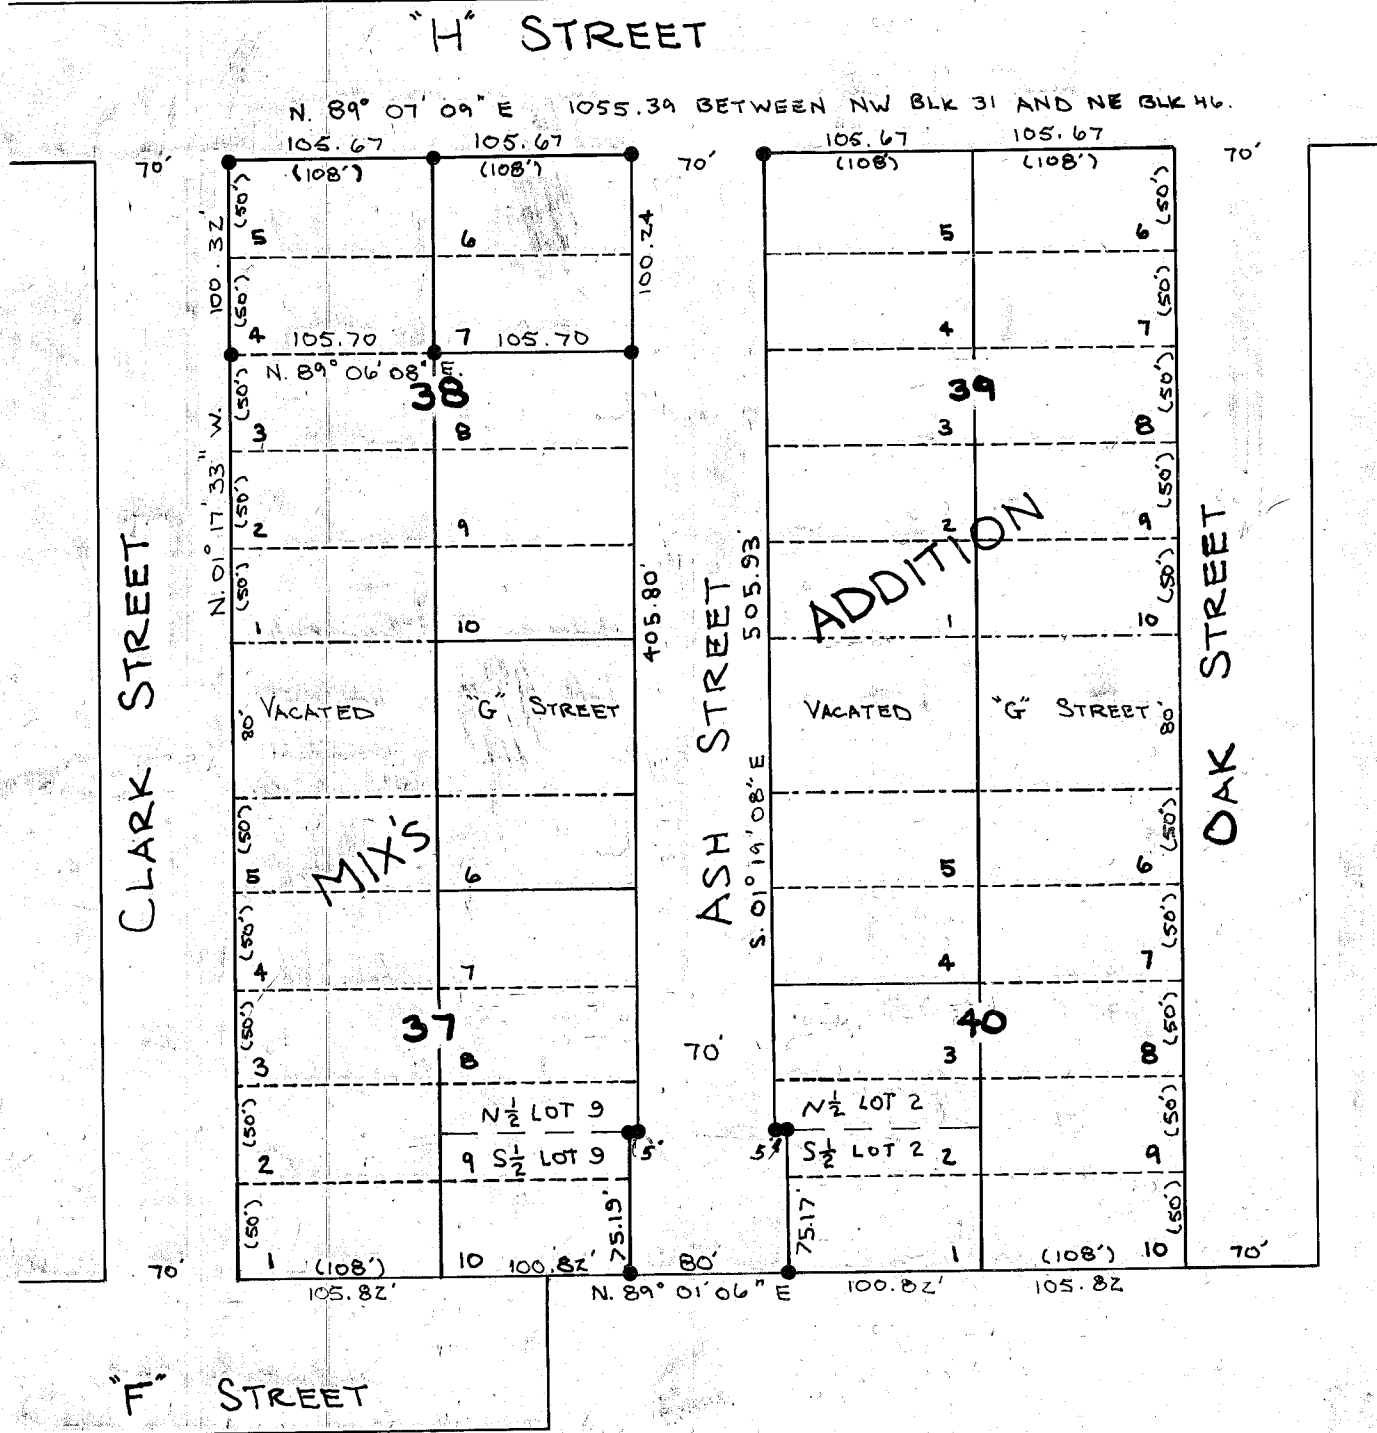 "H" STREET
N. 89° 07' 09" E 1055.39 BETWEEN NW BLK 31 AND NE BLK 46.
105.67 105.67 105.67 105.67
70' (108') (108') 70' (108') (108') 70'
(50') (50')
5 6 5 6
100.32' 100.24
(50') (50')
4 105.70 7 105.70 4 7
N. 89° 06' 08" E.
38 39
(50') (50')
3 8 3 8
N. 01° 17' 33" W.
(50') (50')
2 9 2 9
ADDITION
(50') (50')
1 10 1 10
405.80' 505.93'
CLARK STREET
ASH STREET
OAK STREET
S. 01° 19' 08" E
80' VACATED "G" STREET VACATED "G" STREET 80'
MIX'S
(50') (50')
5 6 5 6
(50') (50')
4 7 4 7
37 40
(50') 70' (50')
3 8 3 8
N 1/2 LOT 9 N 1/2 LOT 2
(50') 5' 5' (50')
2 9 S 1/2 LOT 9 S 1/2 LOT 2 2 9
(50') 75.19' 75.17' (50')
70' 1 (108') 10 100.82' 80' 1 (108') 10 70'
105.82 N. 89° 01' 06" E 100.82' 105.82
"F" STREET